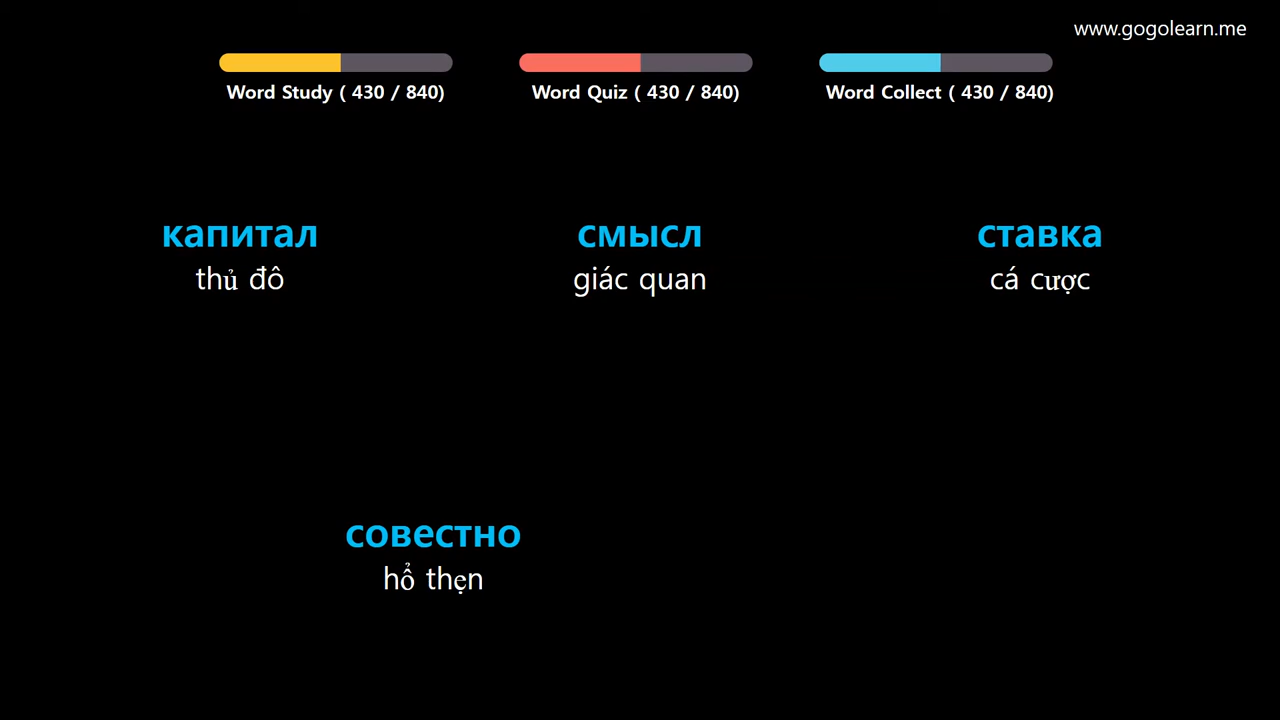 www.gogolearn.me
Word Study ( 430 / 840)
Word Quiz ( 430 / 840)
Word Collect ( 430 / 840)
капитал
thủ đô
смысл
giác quan
ставка
cá cược
совестно
hổ thẹn